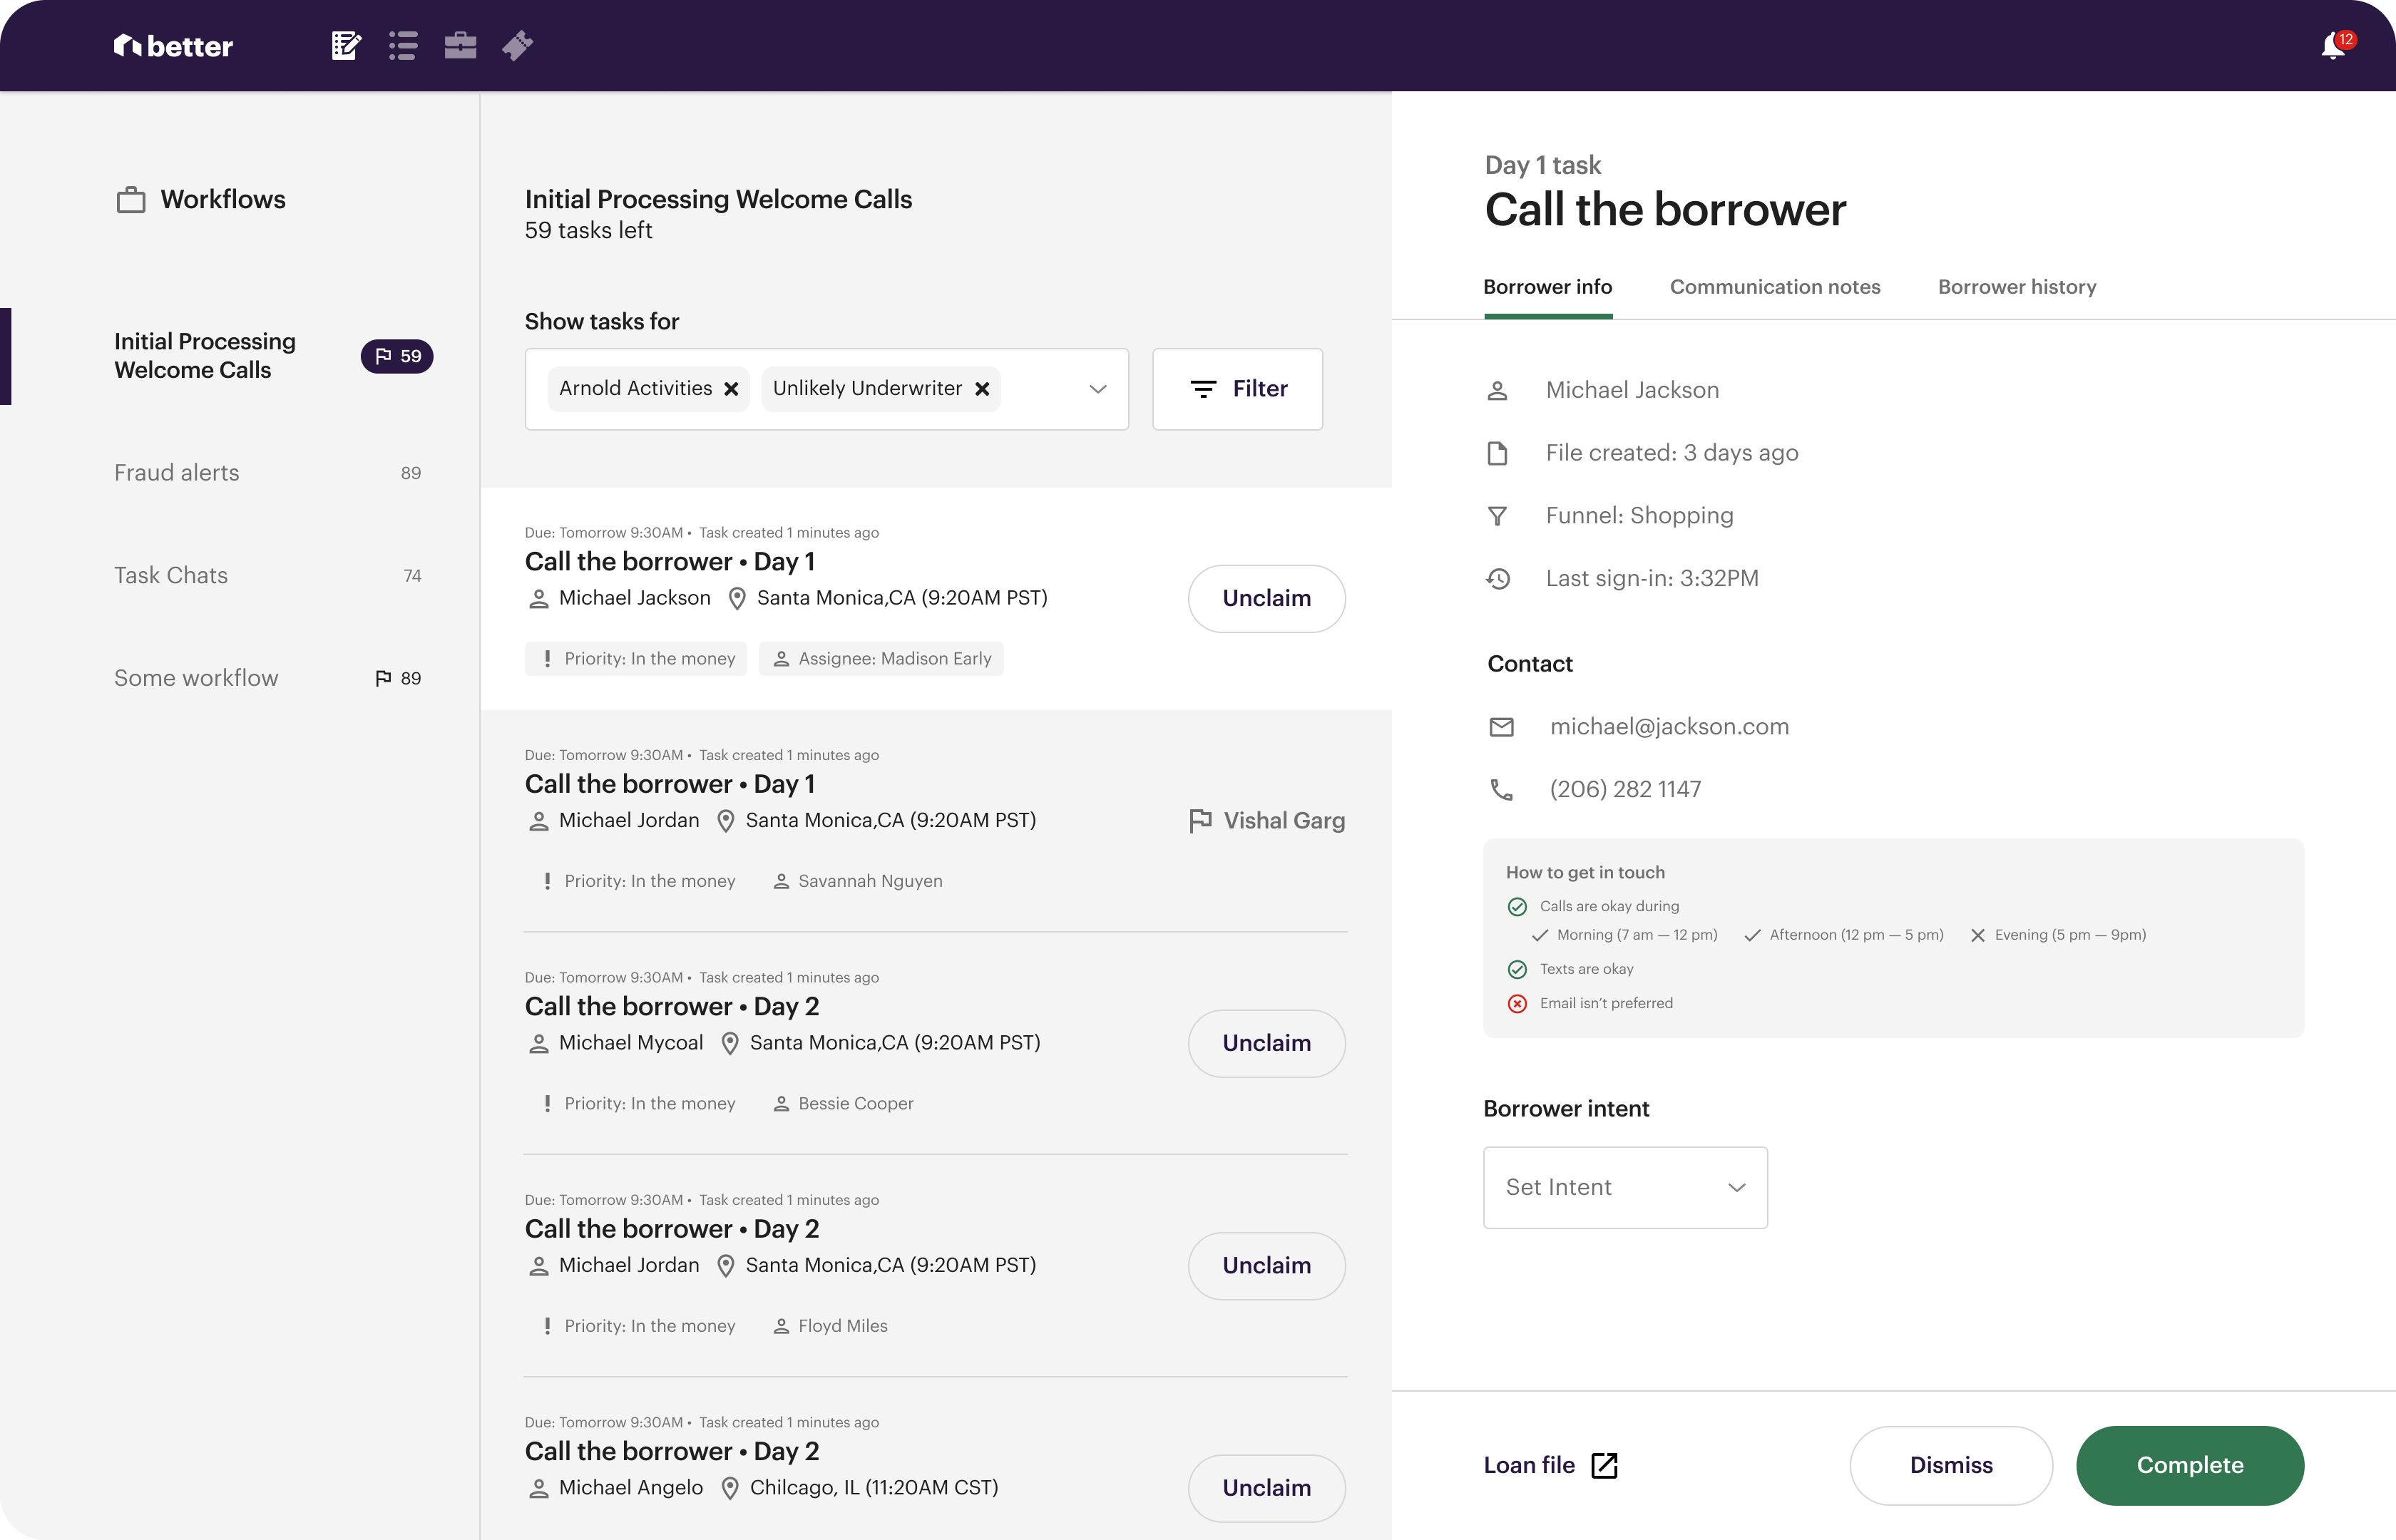 better
12
Workflows
Initial Processing
Welcome Calls
59
Fraud alerts
89
Task Chats
74
Some workflow
89
Initial Processing Welcome Calls
59 tasks left
Show tasks for
Arnold Activities
Unlikely Underwriter
Filter
Due: Tomorrow 9:30AM • Task created 1 minutes ago
Call the borrower • Day 1
Michael Jackson Santa Monica,CA (9:20AM PST)
Unclaim
Priority: In the money Assignee: Madison Early
Due: Tomorrow 9:30AM • Task created 1 minutes ago
Call the borrower • Day 1
Michael Jordan Santa Monica,CA (9:20AM PST)
Vishal Garg
Priority: In the money Savannah Nguyen
Due: Tomorrow 9:30AM • Task created 1 minutes ago
Call the borrower • Day 2
Michael Mycoal Santa Monica,CA (9:20AM PST)
Unclaim
Priority: In the money Bessie Cooper
Due: Tomorrow 9:30AM • Task created 1 minutes ago
Call the borrower • Day 2
Michael Jordan Santa Monica,CA (9:20AM PST)
Unclaim
Priority: In the money Floyd Miles
Due: Tomorrow 9:30AM • Task created 1 minutes ago
Call the borrower • Day 2
Michael Angelo Chilcago, IL (11:20AM CST)
Unclaim
Day 1 task
Call the borrower
Borrower info Communication notes Borrower history
Michael Jackson
File created: 3 days ago
Funnel: Shopping
Last sign-in: 3:32PM
Contact
michael@jackson.com
(206) 282 1147
How to get in touch
Calls are okay during
Morning (7 am — 12 pm) Afternoon (12 pm — 5 pm) Evening (5 pm — 9pm)
Texts are okay
Email isn’t preferred
Borrower intent
Set Intent
Loan file
Dismiss
Complete